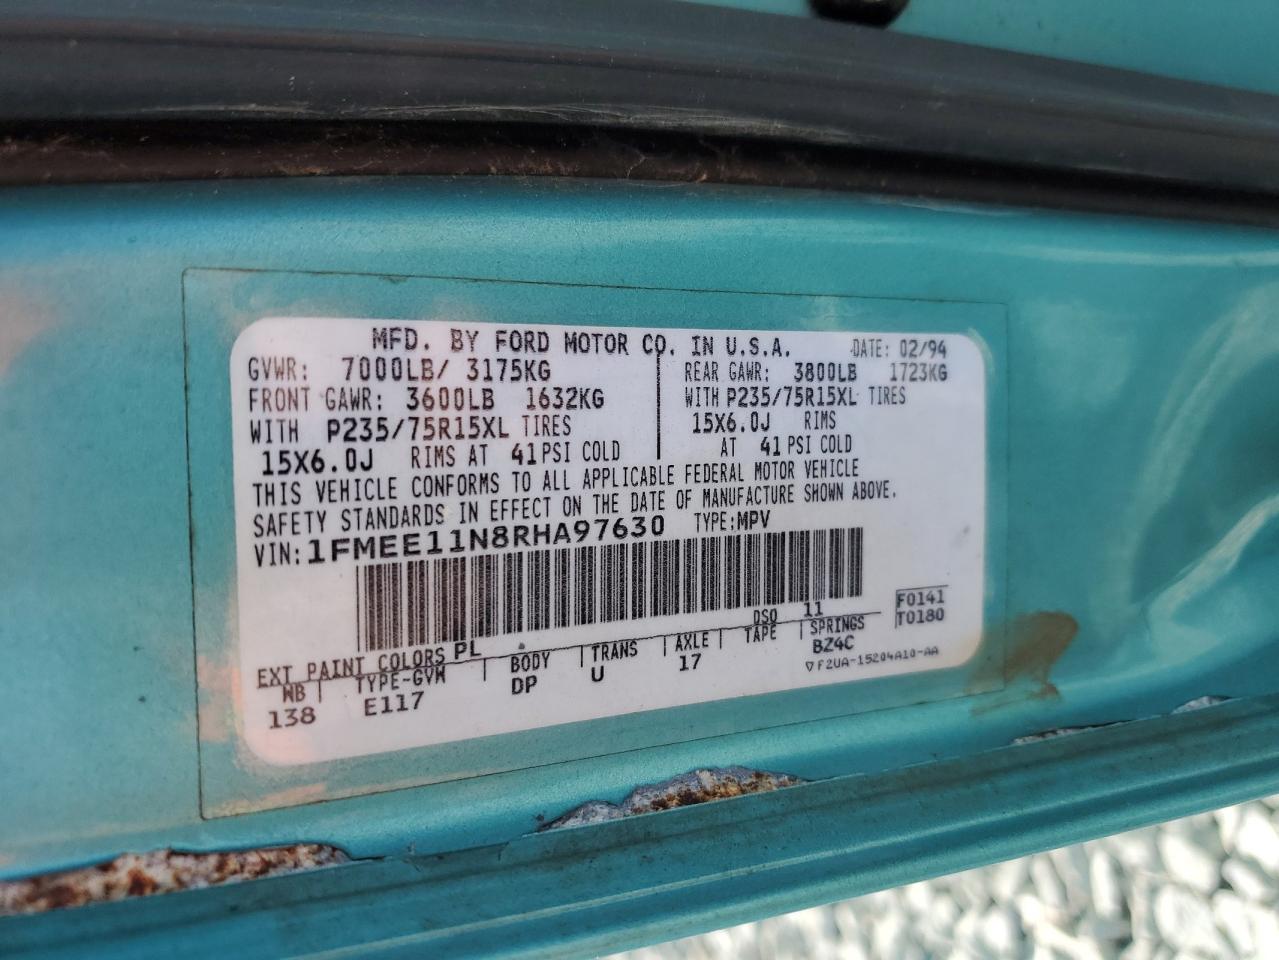 MFD. BY FORD MOTOR CO. IN U.S.A.
DATE: 02/94
GVWR: 7000LB/ 3175KG
FRONT GAWR: 3600LB 1632KG
WITH P235/75R15XL TIRES
15X6.0J RIMS AT 41 PSI COLD
REAR GAWR: 3800LB 1723KG
WITH P235/75R15XL TIRES
15X6.0J RIMS
AT 41 PSI COLD
THIS VEHICLE CONFORMS TO ALL APPLICABLE FEDERAL MOTOR VEHICLE
SAFETY STANDARDS IN EFFECT ON THE DATE OF MANUFACTURE SHOWN ABOVE.
VIN: 1FMEE11N8RHA97630 TYPE: MPV
F0141
T0180
EXT PAINT COLORS PL DSO 11
WB TYPE-GVW BODY TRANS AXLE TAPE SPRINGS
138 E117 DP U 17 BZ4C
▽ F2UA-15204A10-AA